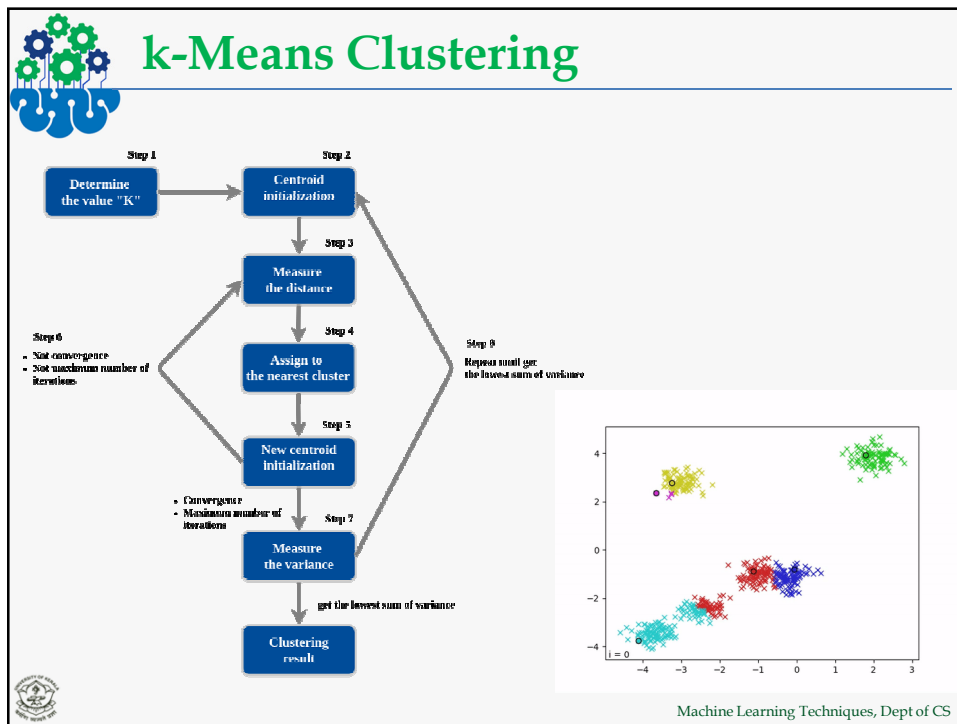 k-Means Clustering
Step 1
Determine
the value "K"
Step 2
Centroid
initialization
Step 3
Measure
the distance
Step 4
Assign to
the nearest cluster
Step 5
New centroid
initialization
Step 6
• Not convergence
• Not maximum number of
iterations
• Convergence
• Maximum number of
iterations
Step 7
Measure
the variance
Step 8
Repeat until get
the lowest sum of variance
get the lowest sum of variance
Clustering
result
4
2
0
−2
−4
i = 0
−4 −3 −2 −1 0 1 2 3
Machine Learning Techniques, Dept of CS